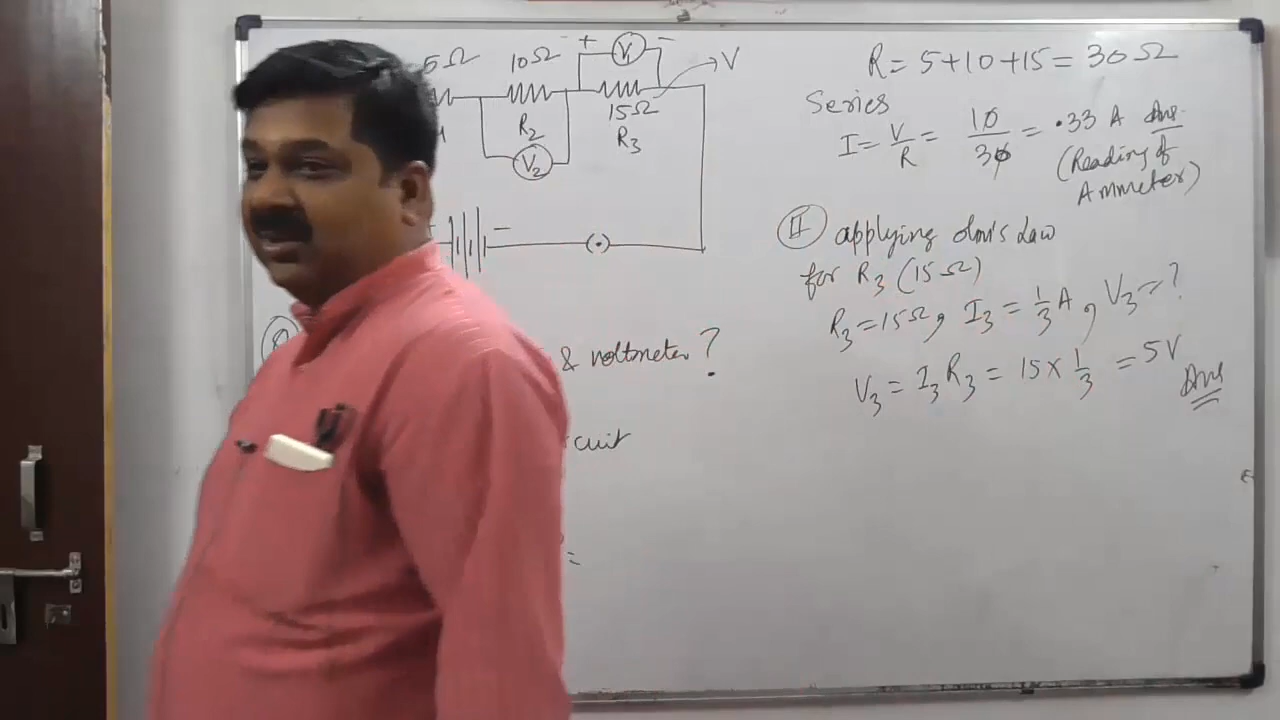 5Ω 10Ω + V₁ − → V
R₂ 15Ω
V₂ R₃
−
& voltmeter ?
cuit
=
R = 5+10+15 = 30 Ω
Series
I = V/R = 10/30 = .33 A Ans.
(Reading of
Ammeter)
II applying ohm's Law
for R₃ (15 Ω)
R₃ = 15Ω, I₃ = 1/3 A, V₃ = ?
V₃ = I₃ R₃ = 15 × 1/3 = 5V
Ans